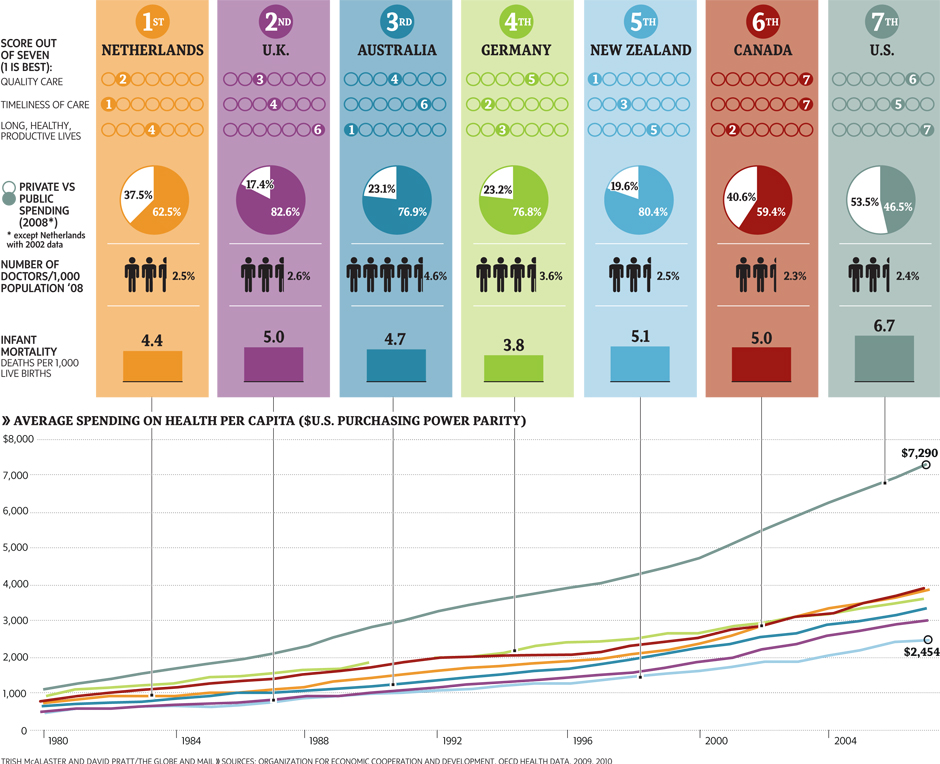 1ST 2ND 3RD 4TH 5TH 6TH 7TH
NETHERLANDS U.K. AUSTRALIA GERMANY NEW ZEALAND CANADA U.S.
SCORE OUT
OF SEVEN
(1 IS BEST):
QUALITY CARE 2 3 4 5 1 7 6
TIMELINESS OF CARE 1 4 6 2 3 7 5
LONG, HEALTHY,
PRODUCTIVE LIVES 4 6 1 3 5 2 7
PRIVATE VS
PUBLIC
SPENDING
(2008*)
* except Netherlands
with 2002 data
37.5% 62.5% 17.4% 82.6% 23.1% 76.9% 23.2% 76.8% 19.6% 80.4% 40.6% 59.4% 53.5% 46.5%
NUMBER OF
DOCTORS/1,000
POPULATION ‘08
2.5% 2.6% 4.6% 3.6% 2.5% 2.3% 2.4%
INFANT
MORTALITY
DEATHS PER 1,000
LIVE BIRTHS
4.4 5.0 4.7 3.8 5.1 5.0 6.7
» AVERAGE SPENDING ON HEALTH PER CAPITA ($U.S. PURCHASING POWER PARITY)
$8,000
$7,290
7,000
6,000
5,000
4,000
3,000
$2,454
2,000
1,000
0
1980 1984 1988 1992 1996 2000 2004
TRISH McALASTER AND DAVID PRATT/THE GLOBE AND MAIL » SOURCES: ORGANIZATION FOR ECONOMIC COOPERATION AND DEVELOPMENT, OECD HEALTH DATA, 2009, 2010